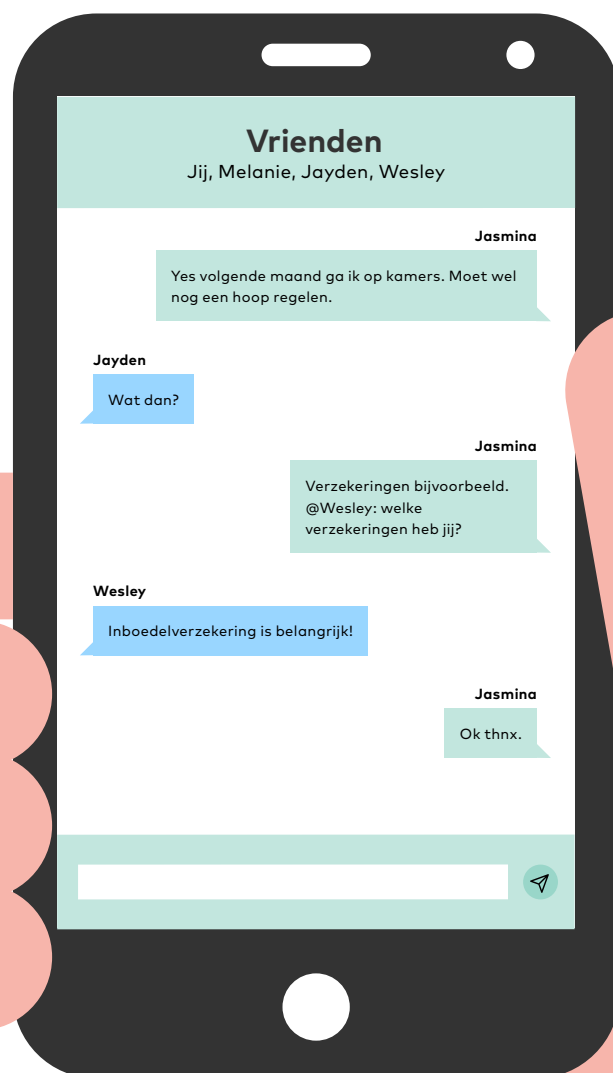 Vrienden
Jij, Melanie, Jayden, Wesley
Jasmina
Yes volgende maand ga ik op kamers. Moet wel
nog een hoop regelen.
Jayden
Wat dan?
Jasmina
Verzekeringen bijvoorbeeld.
@Wesley: welke
verzekeringen heb jij?
Wesley
Inboedelverzekering is belangrijk!
Jasmina
Ok thnx.